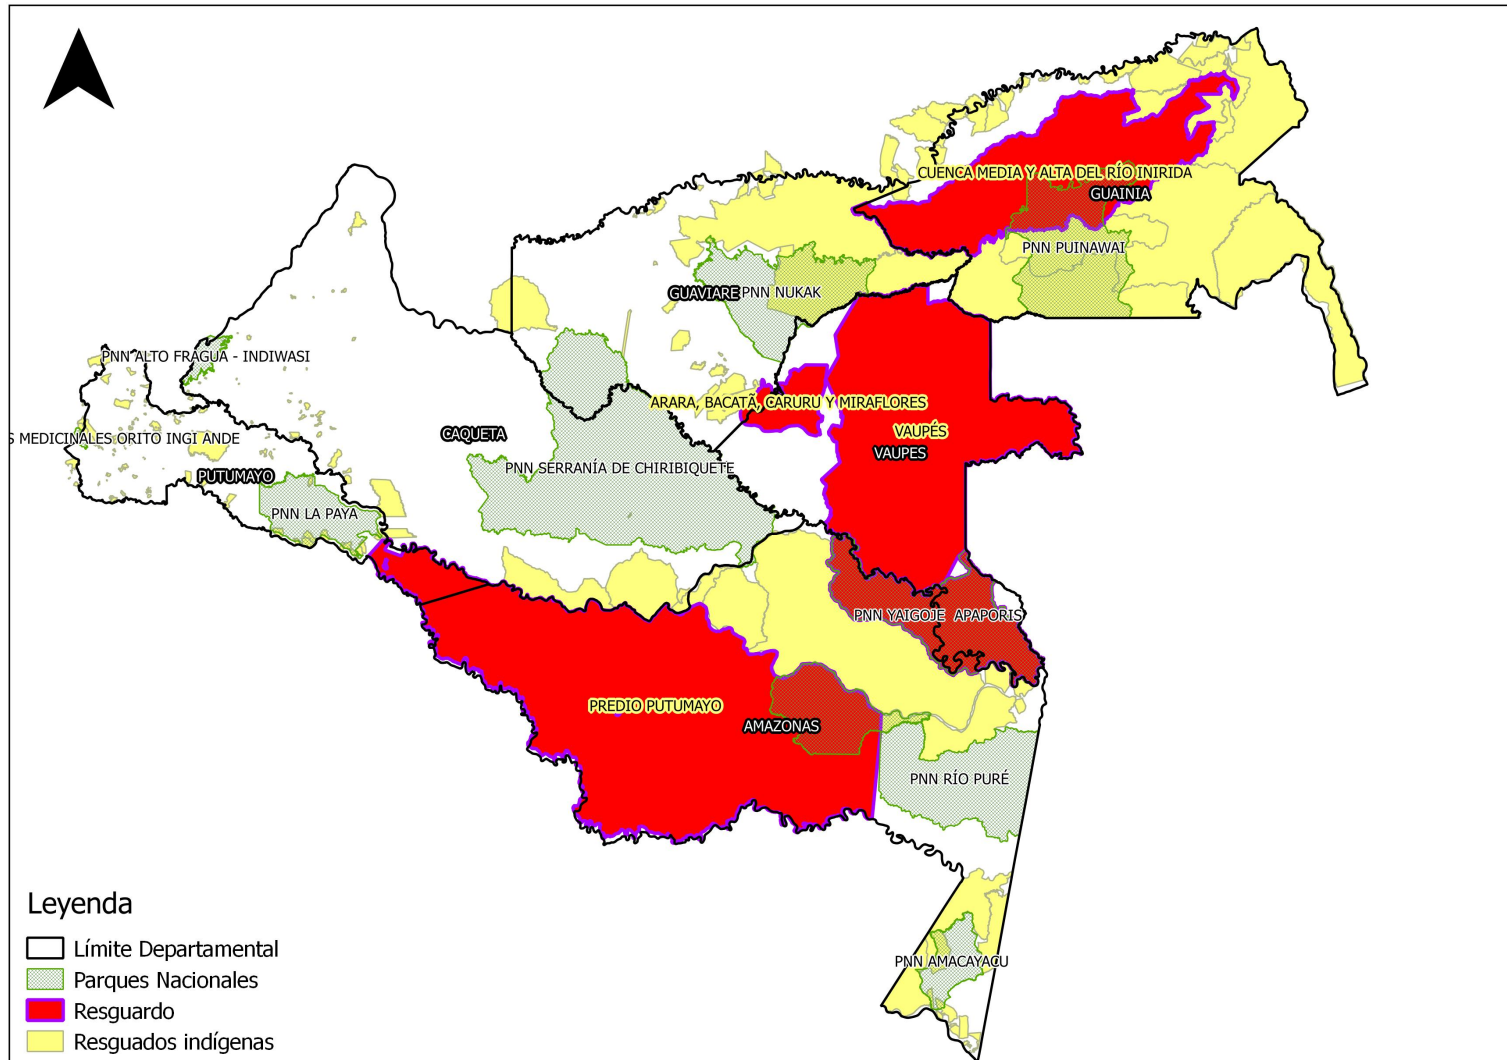 CUENCA MEDIA Y ALTA DEL RÍO INIRIDA
GUAINIA
PNN PUINAWAI
GUAVIARE
PNN NUKAK
PNN ALTO FRAGUA - INDIWASI
ARARA, BACATÃ, CARURU Y MIRAFLORES
VAUPÉS
VAUPES
CAQUETA
S MEDICINALES ORITO INGI ANDE
PNN SERRANÍA DE CHIRIBIQUETE
PUTUMAYO
PNN LA PAYA
PNN YAIGOJE APAPORIS
PREDIO PUTUMAYO
AMAZONAS
PNN RÍO PURÉ
PNN AMACAYACU
Leyenda
Límite Departamental
Parques Nacionales
Resguardo
Resguados indígenas